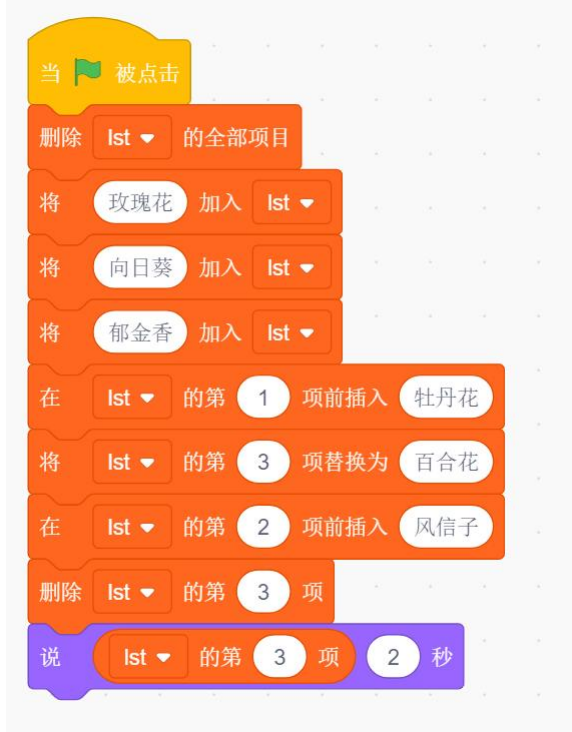 当 被点击
删除 lst 的全部项目
将 玫瑰花 加入 lst
将 向日葵 加入 lst
将 郁金香 加入 lst
在 lst 的第 1 项前插入 牡丹花
将 lst 的第 3 项替换为 百合花
在 lst 的第 2 项前插入 风信子
删除 lst 的第 3 项
说 lst 的第 3 项 2 秒